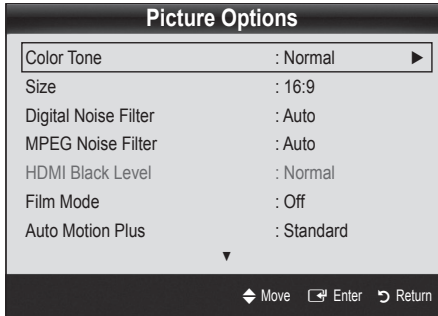 Picture Options
Color Tone : Normal ▶
Size : 16:9
Digital Noise Filter : Auto
MPEG Noise Filter : Auto
HDMI Black Level : Normal
Film Mode : Off
Auto Motion Plus : Standard
▼
Move Enter Return